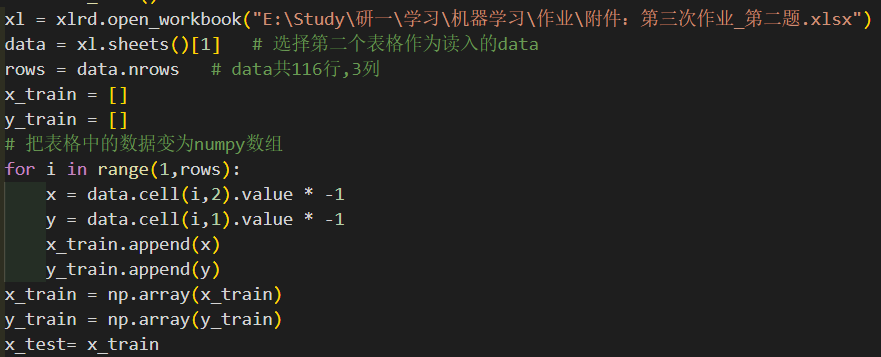 xl = xlrd.open_workbook("E:\Study\研一\学习\机器学习\作业\附件：第三次作业_第二题.xlsx")
data = xl.sheets()[1]   # 选择第二个表格作为读入的data
rows = data.nrows   # data共116行,3列
x_train = []
y_train = []
# 把表格中的数据变为numpy数组
for i in range(1,rows):
    x = data.cell(i,2).value * -1
    y = data.cell(i,1).value * -1
    x_train.append(x)
    y_train.append(y)
x_train = np.array(x_train)
y_train = np.array(y_train)
x_test= x_train